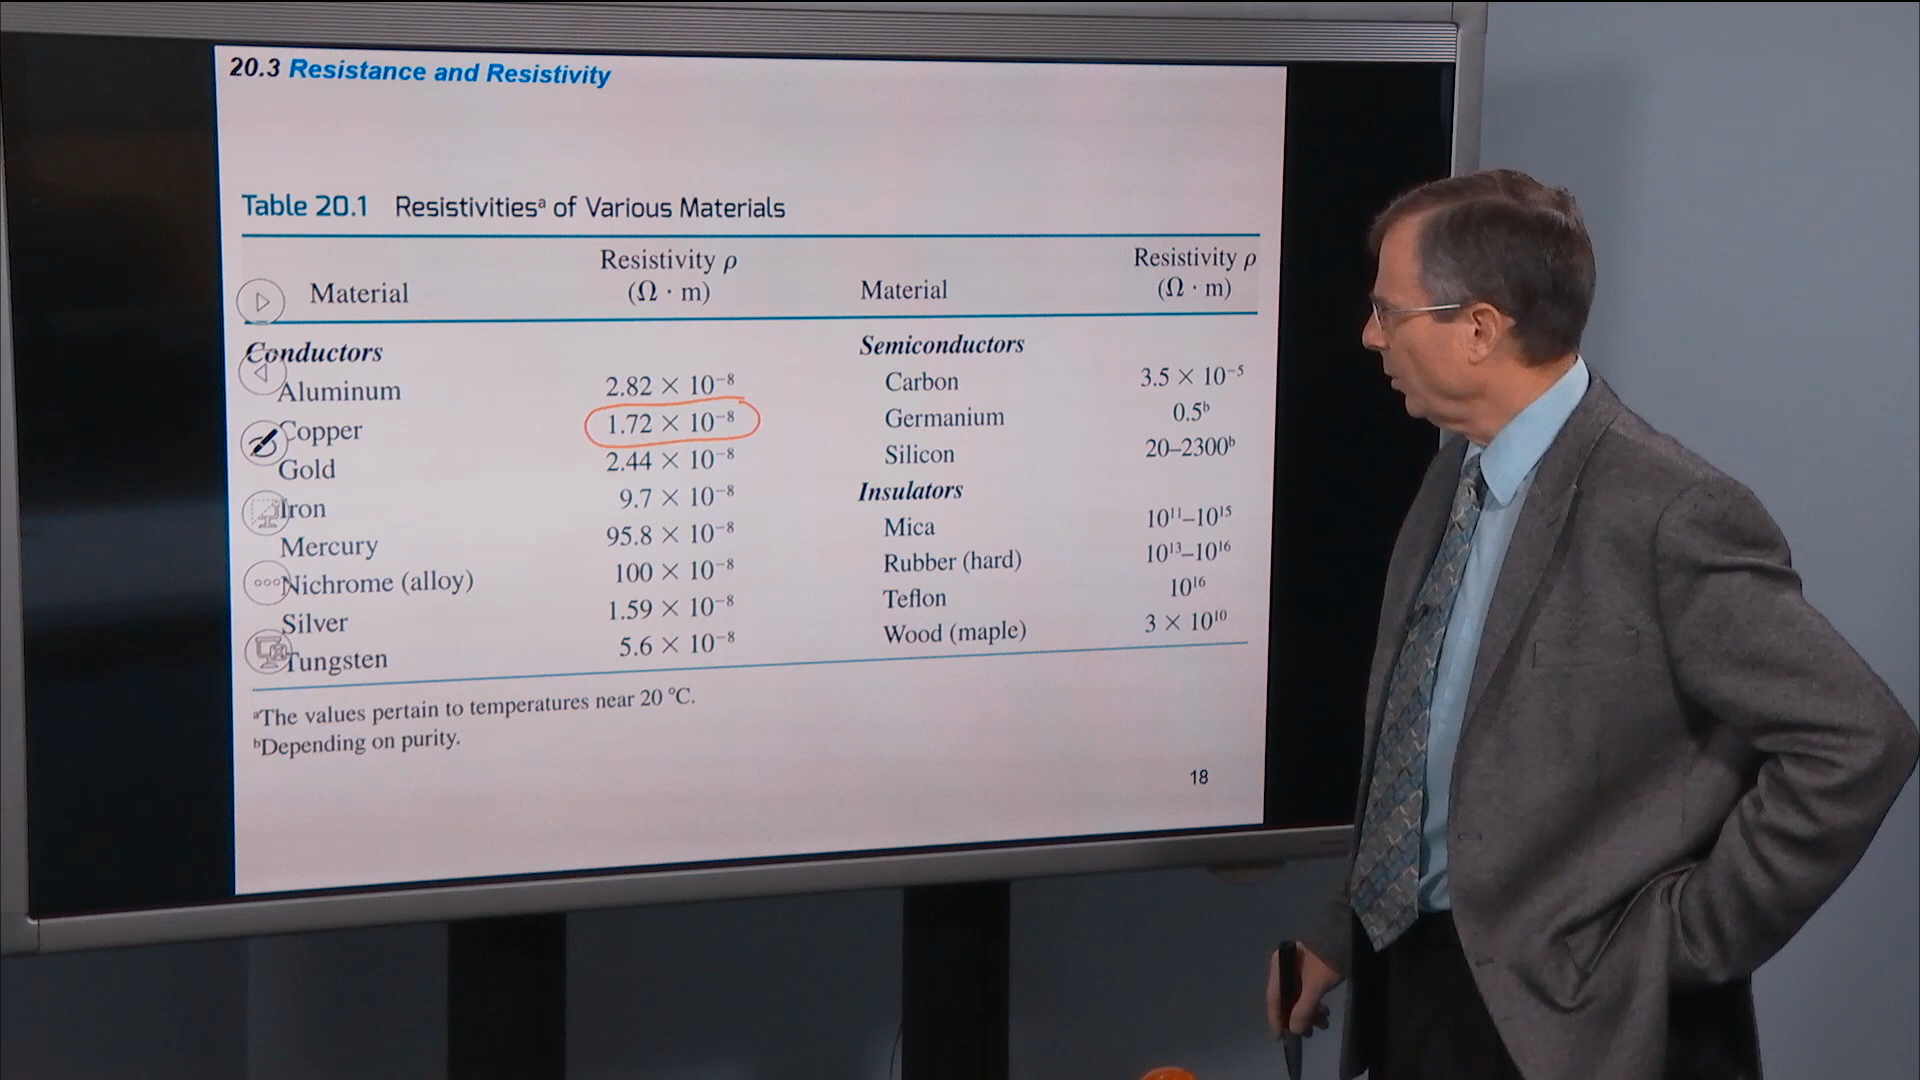 20.3 Resistance and Resistivity
Table 20.1 Resistivitiesᵃ of Various Materials
Material Resistivity ρ (Ω · m) Material Resistivity ρ (Ω · m)
Conductors
Aluminum 2.82 × 10⁻⁸
Copper 1.72 × 10⁻⁸
Gold 2.44 × 10⁻⁸
Iron 9.7 × 10⁻⁸
Mercury 95.8 × 10⁻⁸
Nichrome (alloy) 100 × 10⁻⁸
Silver 1.59 × 10⁻⁸
Tungsten 5.6 × 10⁻⁸
Semiconductors
Carbon 3.5 × 10⁻⁵
Germanium 0.5ᵇ
Silicon 20–2300ᵇ
Insulators
Mica 10¹¹–10¹⁵
Rubber (hard) 10¹³–10¹⁶
Teflon 10¹⁶
Wood (maple) 3 × 10¹⁰
ᵃThe values pertain to temperatures near 20 °C.
ᵇDepending on purity.
18